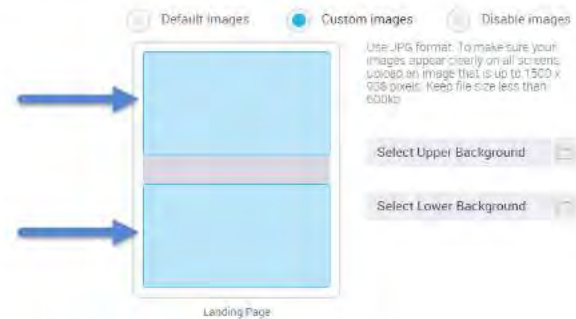 Default images
Custom images
Disable images
Use JPG format. To make sure your
images appear clearly on all screens,
upload an image that is up to 1500 x
938 pixels. Keep file size less than
600kb
Select Upper Background
Select Lower Background
Landing Page